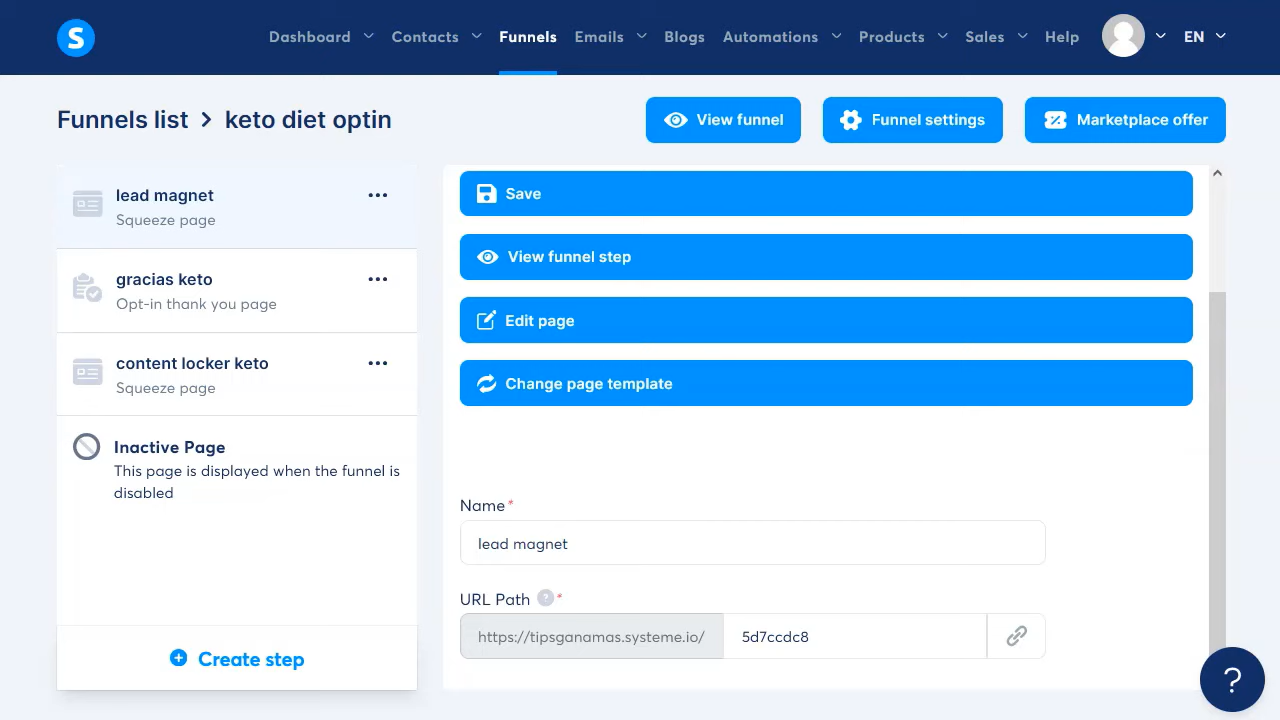 S
Dashboard Contacts Funnels Emails Blogs Automations Products Sales Help EN
Funnels list > keto diet optin
View funnel
Funnel settings
Marketplace offer
lead magnet
Squeeze page
gracias keto
Opt-in thank you page
content locker keto
Squeeze page
Inactive Page
This page is displayed when the funnel is
disabled
Create step
Save
View funnel step
Edit page
Change page template
Name*
lead magnet
URL Path ? *
https://tipsganamas.systeme.io/ 5d7ccdc8
?